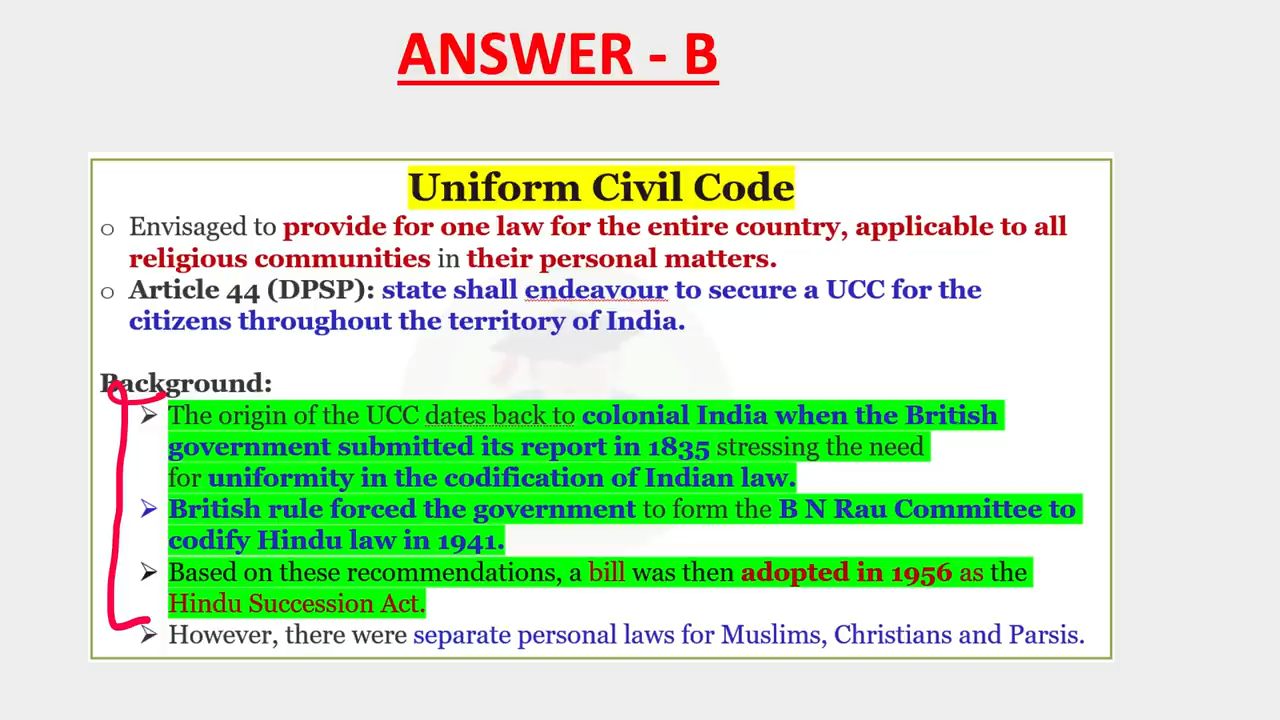 ANSWER - B
Uniform Civil Code
o Envisaged to provide for one law for the entire country, applicable to all
religious communities in their personal matters.
o Article 44 (DPSP): state shall endeavour to secure a UCC for the
citizens throughout the territory of India.
Background:
➢ The origin of the UCC dates back to colonial India when the British
government submitted its report in 1835 stressing the need
for uniformity in the codification of Indian law.
➢ British rule forced the government to form the B N Rau Committee to
codify Hindu law in 1941.
➢ Based on these recommendations, a bill was then adopted in 1956 as the
Hindu Succession Act.
➢ However, there were separate personal laws for Muslims, Christians and Parsis.